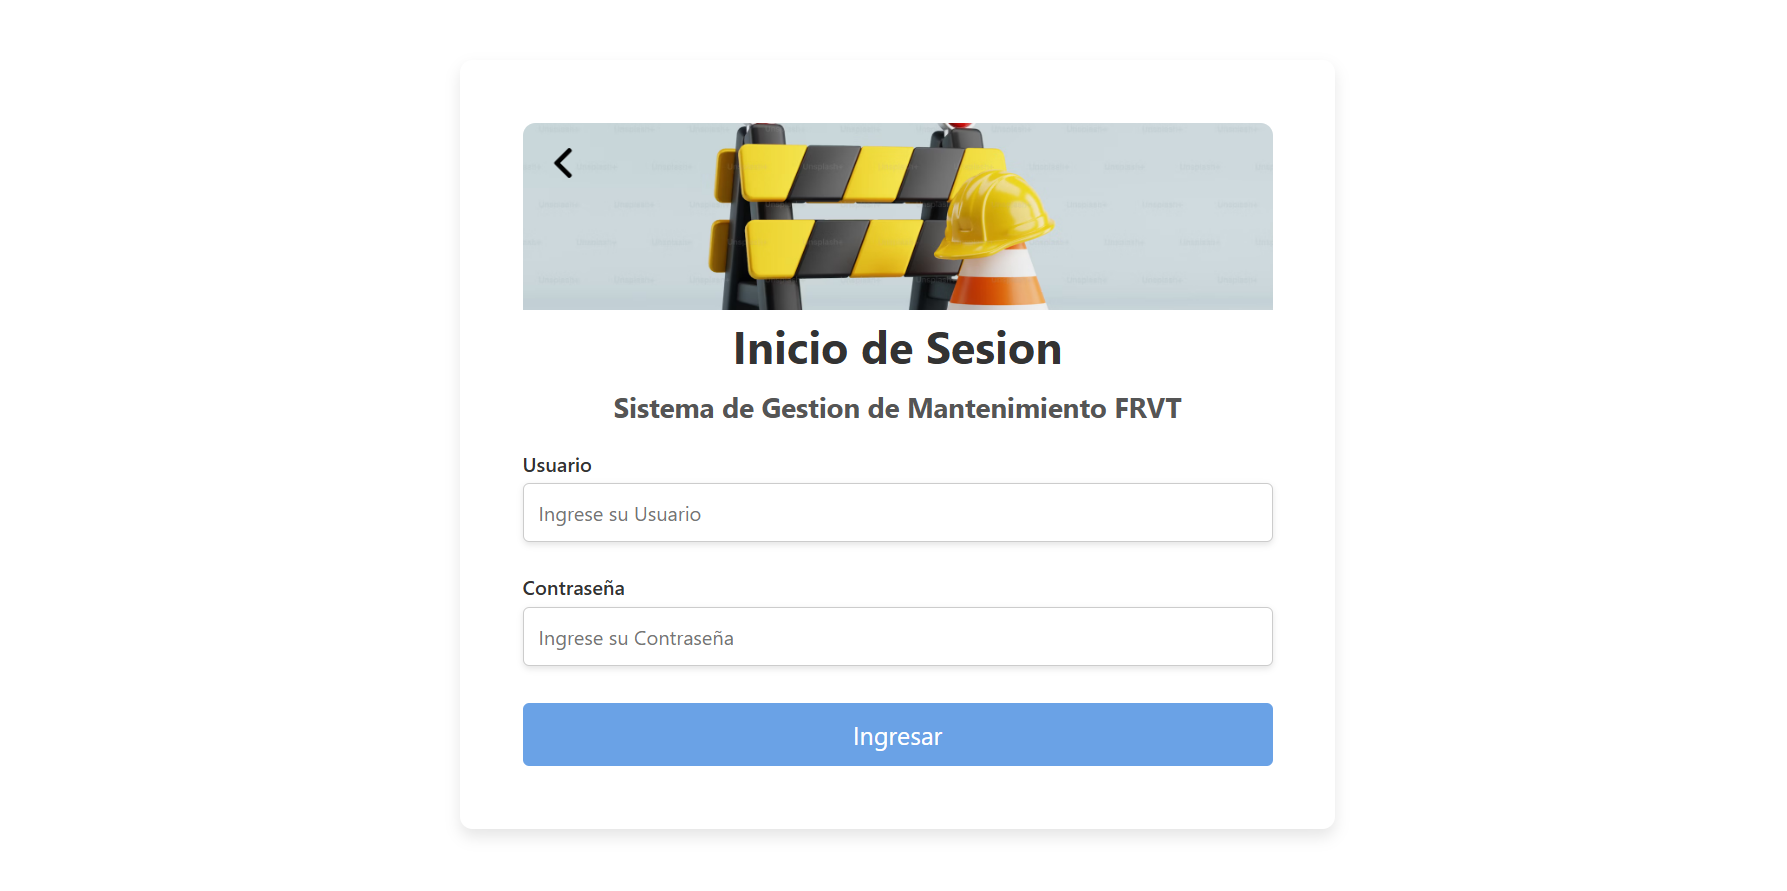 Inicio de Sesion
Sistema de Gestion de Mantenimiento FRVT
Usuario
Ingrese su Usuario
Contraseña
Ingrese su Contraseña
Ingresar